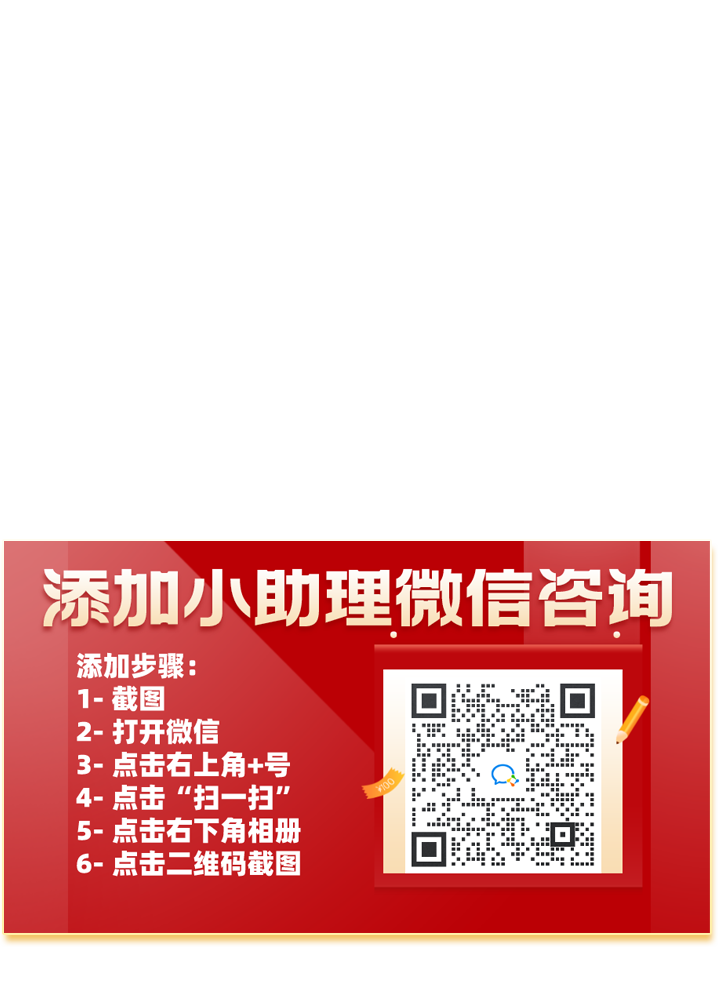 添加小助理微信咨询
添加步骤：
1- 截图
2- 打开微信
3- 点击右上角+号
4- 点击“扫一扫”
5- 点击右下角相册
6- 点击二维码截图